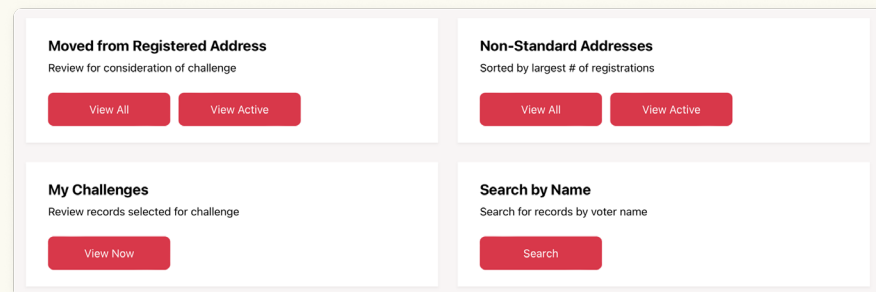 Moved from Registered Address
Review for consideration of challenge
View All
View Active
Non-Standard Addresses
Sorted by largest # of registrations
View All
View Active
My Challenges
Review records selected for challenge
View Now
Search by Name
Search for records by voter name
Search